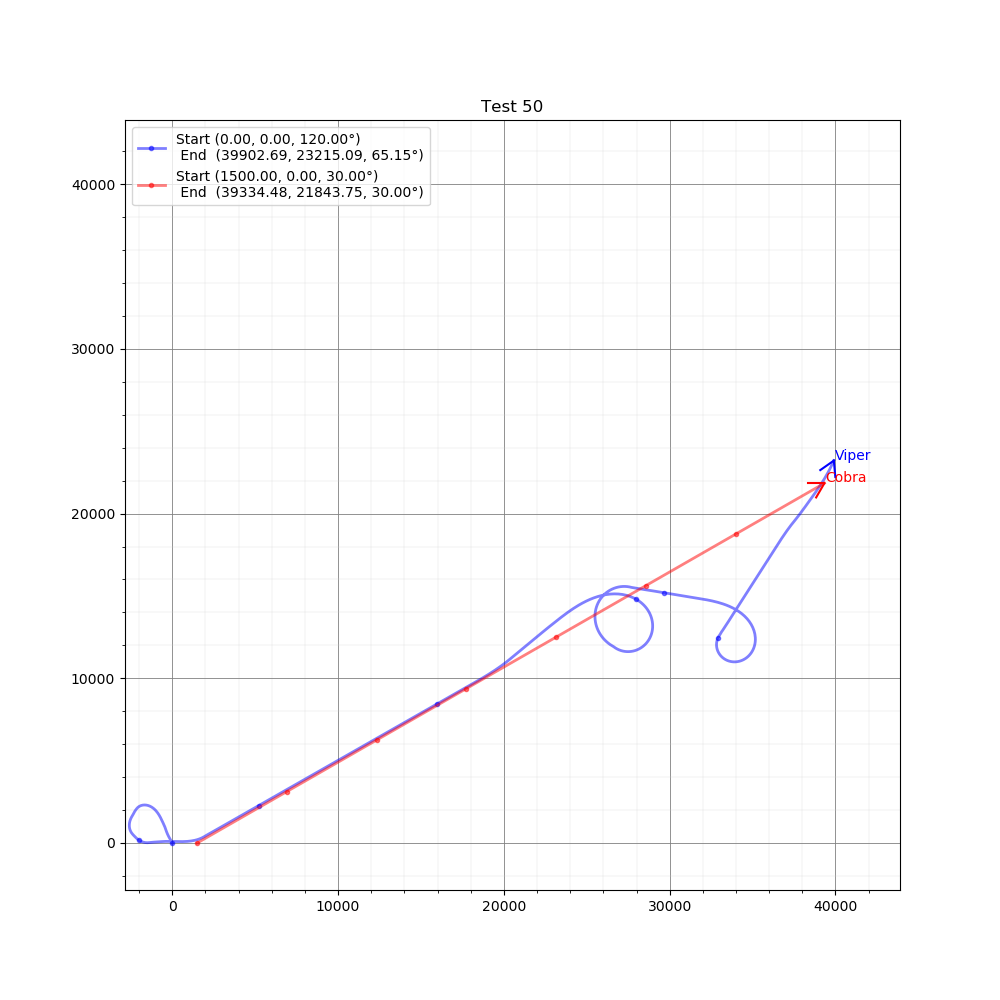 Test 50
Start (0.00, 0.00, 120.00°)
End  (39902.69, 23215.09, 65.15°)
Start (1500.00, 0.00, 30.00°)
End  (39334.48, 21843.75, 30.00°)
40000
30000
Viper
Cobra
20000
10000
0
0 10000 20000 30000 40000